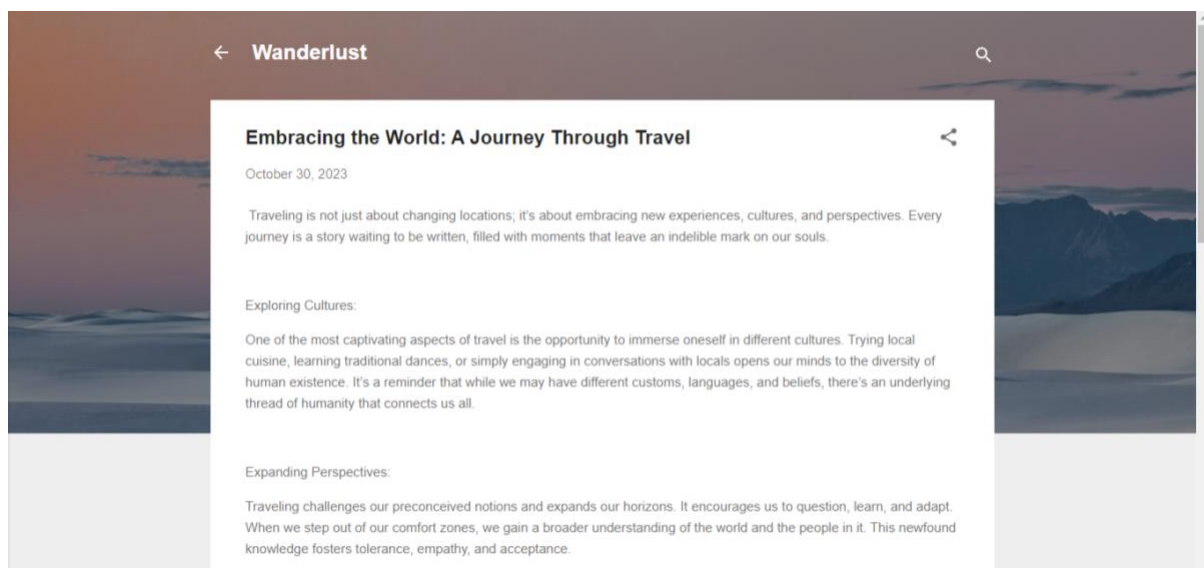 Wanderlust
Embracing the World: A Journey Through Travel
October 30, 2023
Traveling is not just about changing locations; it's about embracing new experiences, cultures, and perspectives. Every
journey is a story waiting to be written, filled with moments that leave an indelible mark on our souls.
Exploring Cultures:
One of the most captivating aspects of travel is the opportunity to immerse oneself in different cultures. Trying local
cuisine, learning traditional dances, or simply engaging in conversations with locals opens our minds to the diversity of
human existence. It's a reminder that while we may have different customs, languages, and beliefs, there's an underlying
thread of humanity that connects us all.
Expanding Perspectives:
Traveling challenges our preconceived notions and expands our horizons. It encourages us to question, learn, and adapt.
When we step out of our comfort zones, we gain a broader understanding of the world and the people in it. This newfound
knowledge fosters tolerance, empathy, and acceptance.